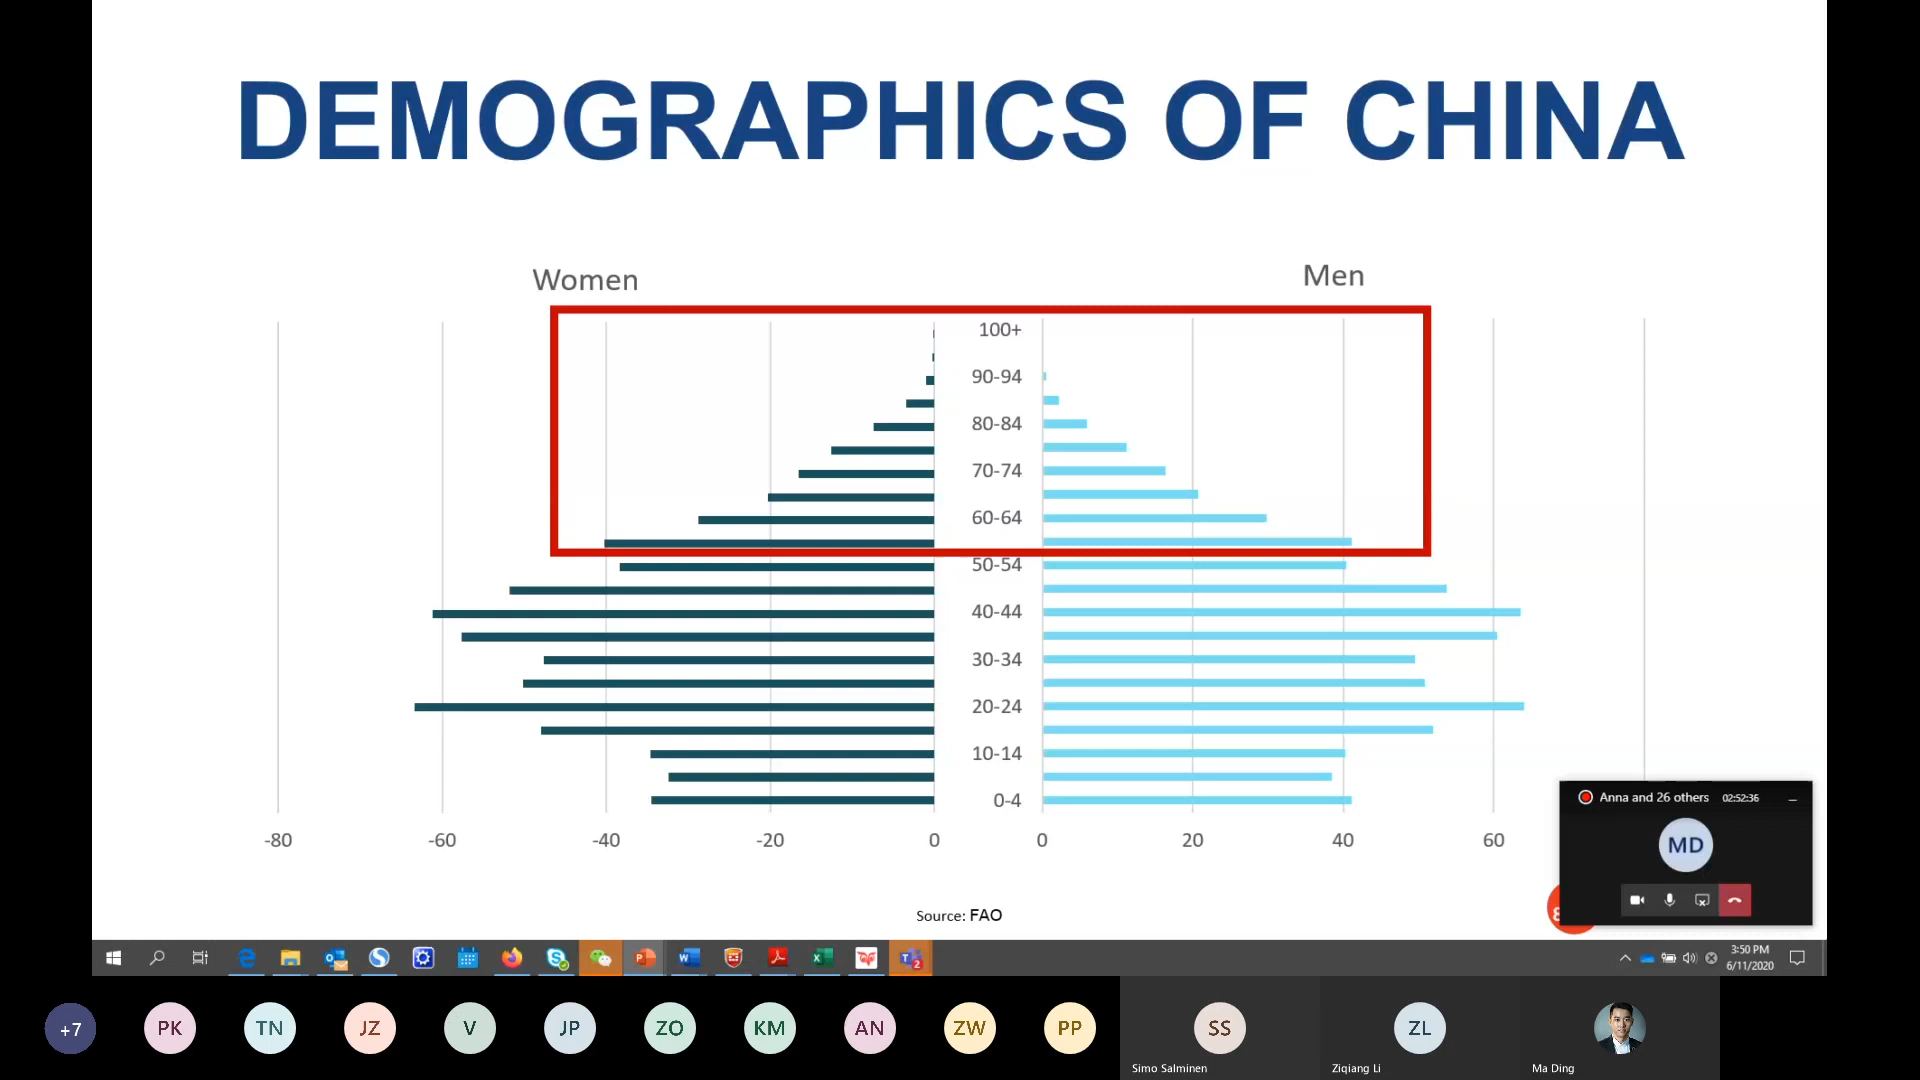 DEMOGRAPHICS OF CHINA
Women
Men
100+
90-94
80-84
70-74
60-64
50-54
40-44
30-34
20-24
10-14
0-4
-80 -60 -40 -20 0 0 20 40 60
Source: FAO
Anna and 26 others 02:52:36
MD
3:50 PM
6/11/2020
+7 PK TN JZ V JP ZO KM AN ZW PP SS ZL
Simo Salminen Ziqiang Li Ma Ding